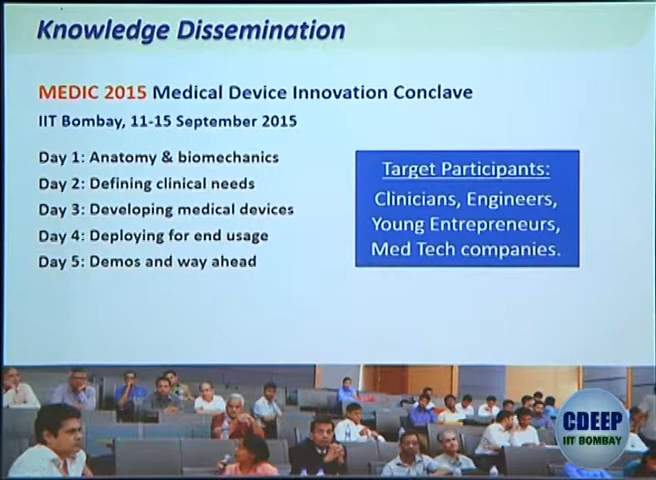 Knowledge Dissemination
MEDIC 2015 Medical Device Innovation Conclave
IIT Bombay, 11-15 September 2015
Day 1: Anatomy & biomechanics
Day 2: Defining clinical needs
Day 3: Developing medical devices
Day 4: Deploying for end usage
Day 5: Demos and way ahead
Target Participants:
Clinicians, Engineers,
Young Entrepreneurs,
Med Tech companies.
CDEEP
IIT BOMBAY